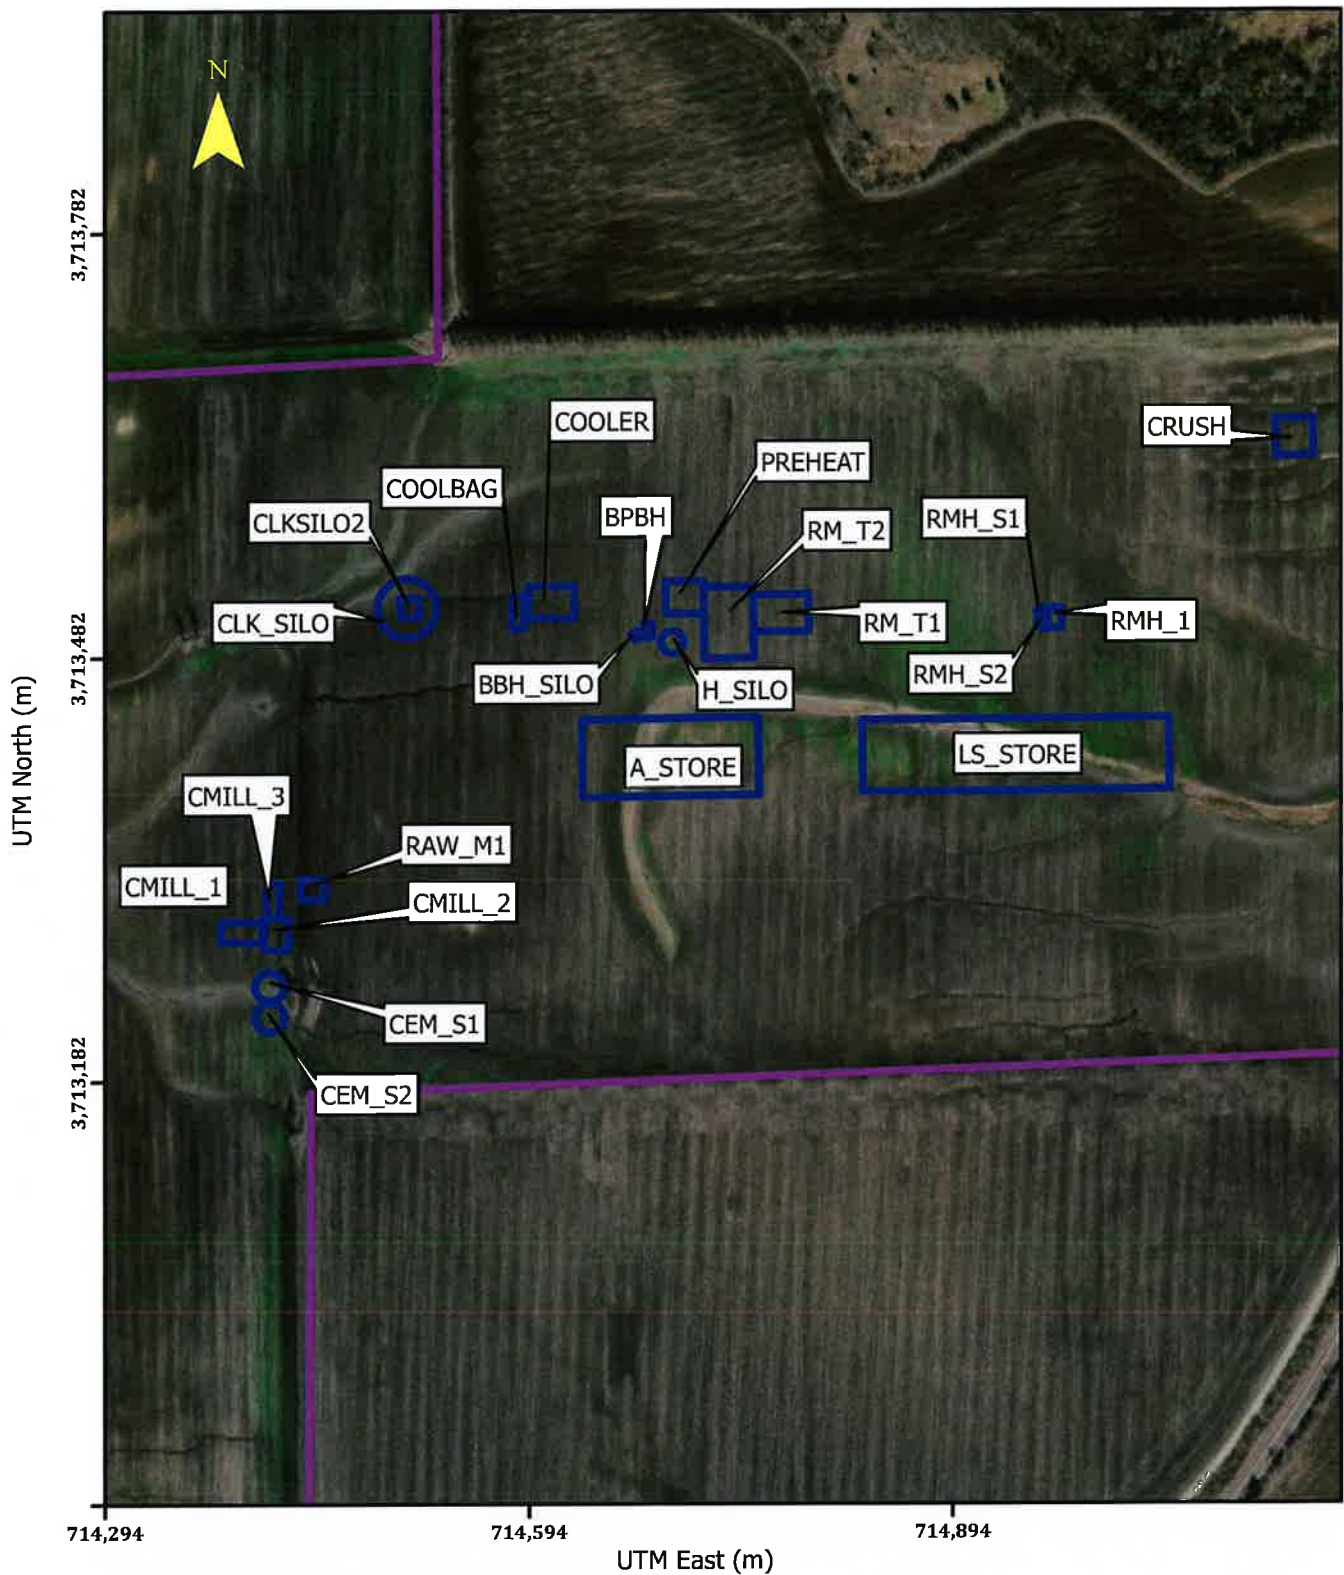 N
3,713,782
COOLER
CRUSH
PREHEAT
COOLBAG
CLKSILO2
BPBH
RM_T2
RMH_S1
CLK_SILO
RM_T1
RMH_1
3,713,482
BBH_SILO
H_SILO
RMH_S2
A_STORE
LS_STORE
UTM North (m)
CMILL_3
RAW_M1
CMILL_1
CMILL_2
CEM_S1
3,713,182
CEM_S2
714,294
714,594
714,894
UTM East (m)